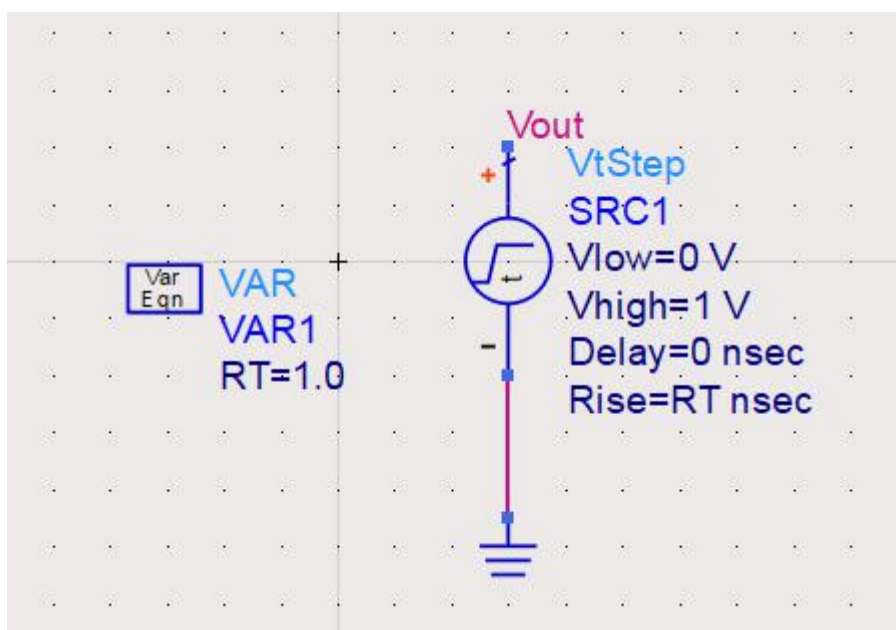 Vout
+
VtStep
SRC1
Vlow=0 V
Vhigh=1 V
Delay=0 nsec
Rise=RT nsec
t
-
Var
Eqn
VAR
VAR1
RT=1.0